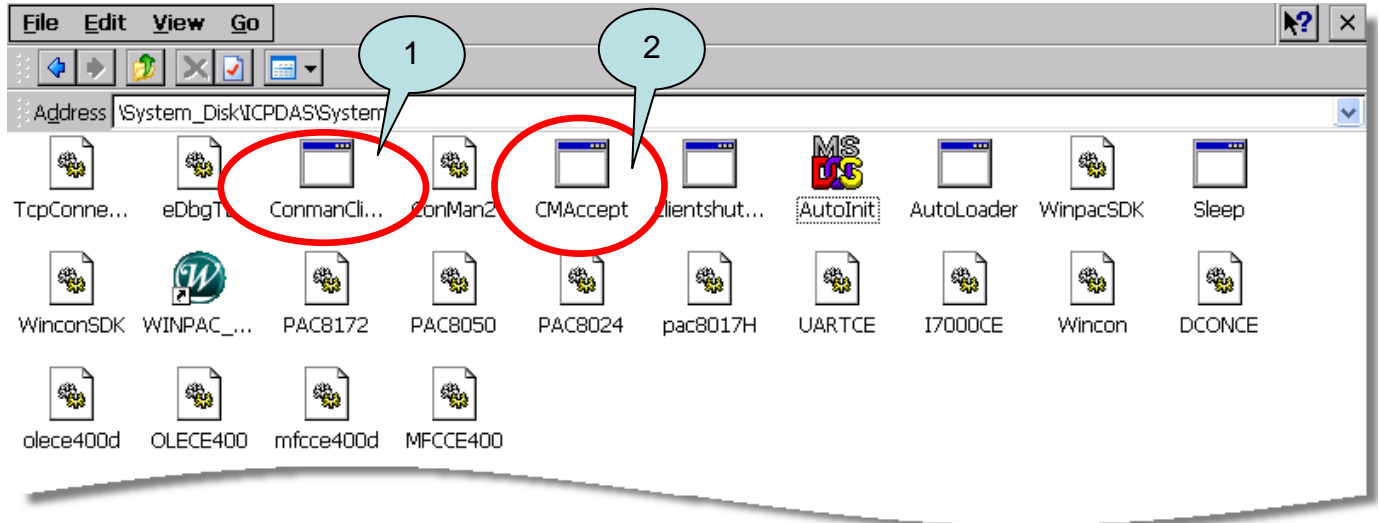 File Edit View Go
1 2
Address \System_Disk\ICPDAS\System
TcpConne... eDbgT ConmanCli... ConMan2 CMAccept clientshut... AutoInit AutoLoader WinpacSDK Sleep
WinconSDK WINPAC_... PAC8172 PAC8050 PAC8024 pac8017H UARTCE I7000CE Wincon DCONCE
olece400d OLECE400 mfcce400d MFCCE400